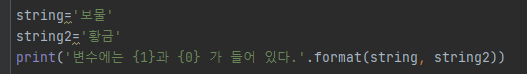 string='보물'
string2='황금'
print('변수에는 {1}과 {0} 가 들어 있다.'.format(string, string2))